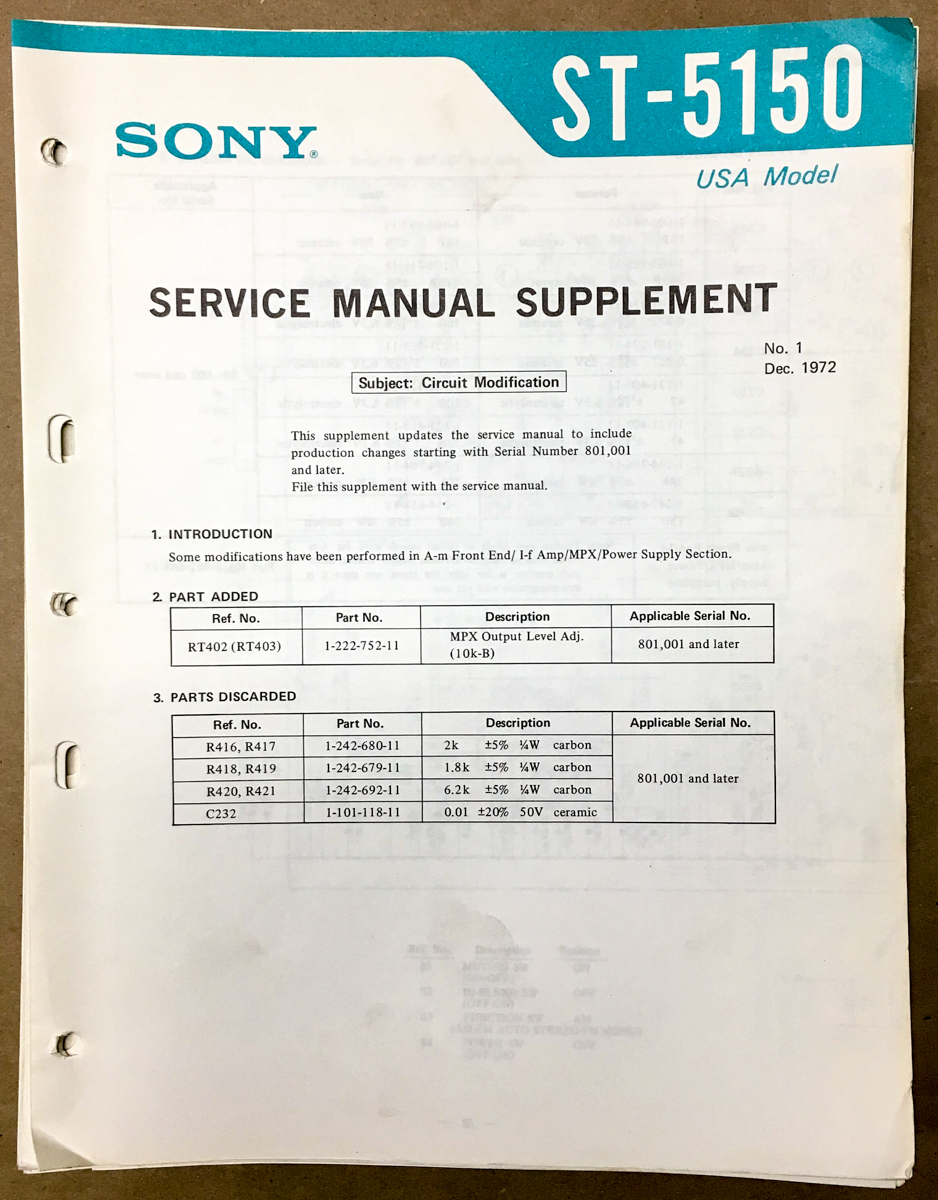 ST-5150
SONY®
USA Model
SERVICE MANUAL SUPPLEMENT
No. 1
Dec. 1972
Subject: Circuit Modification
This supplement updates the service manual to include
production changes starting with Serial Number 801,001
and later.
File this supplement with the service manual.
1. INTRODUCTION
Some modifications have been performed in A-m Front End/ I-f Amp/MPX/Power Supply Section.
2. PART ADDED
Ref. No. Part No. Description Applicable Serial No.
RT402 (RT403) 1-222-752-11 MPX Output Level Adj. 801,001 and later
(10k-B)
3. PARTS DISCARDED
Ref. No. Part No. Description Applicable Serial No.
R416, R417 1-242-680-11 2k ±5% ¼W carbon
R418, R419 1-242-679-11 1.8k ±5% ¼W carbon
801,001 and later
R420, R421 1-242-692-11 6.2k ±5% ¼W carbon
C232 1-101-118-11 0.01 ±20% 50V ceramic